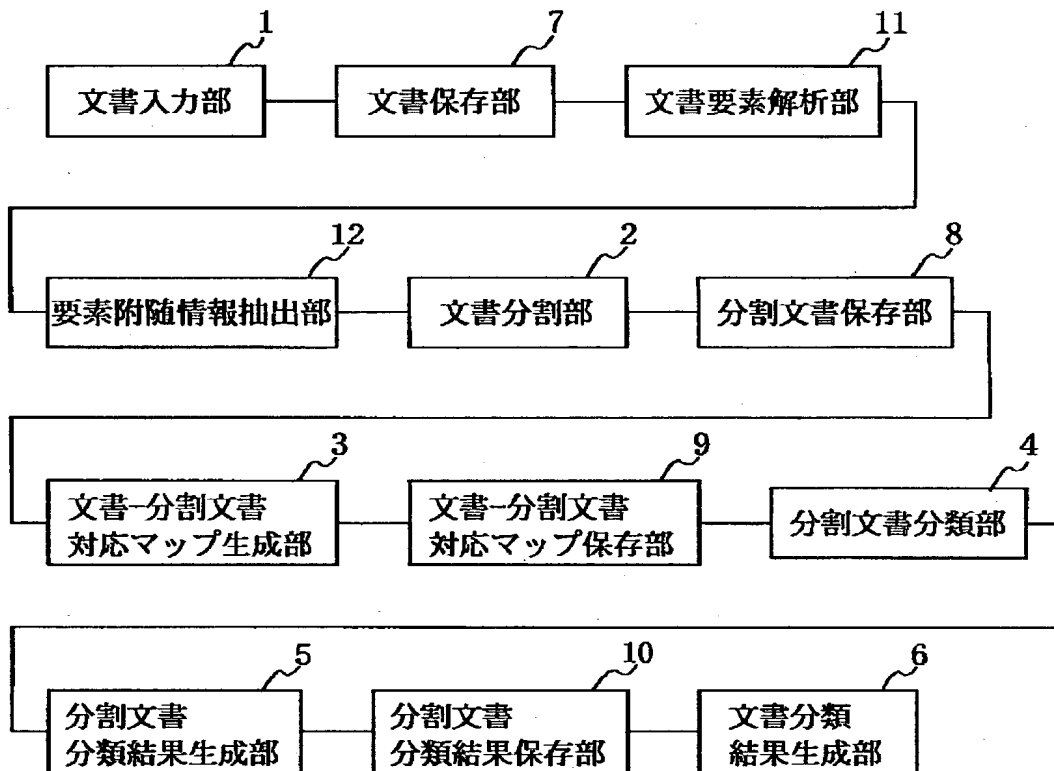 1
7
11
文書入力部
文書保存部
文書要素解析部
12
2
8
要素附随情報抽出部
文書分割部
分割文書保存部
3
9
4
文書-分割文書
対応マップ生成部
文書-分割文書
対応マップ保存部
分割文書分類部
5
10
6
分割文書
分類結果生成部
分割文書
分類結果保存部
文書分類
結果生成部